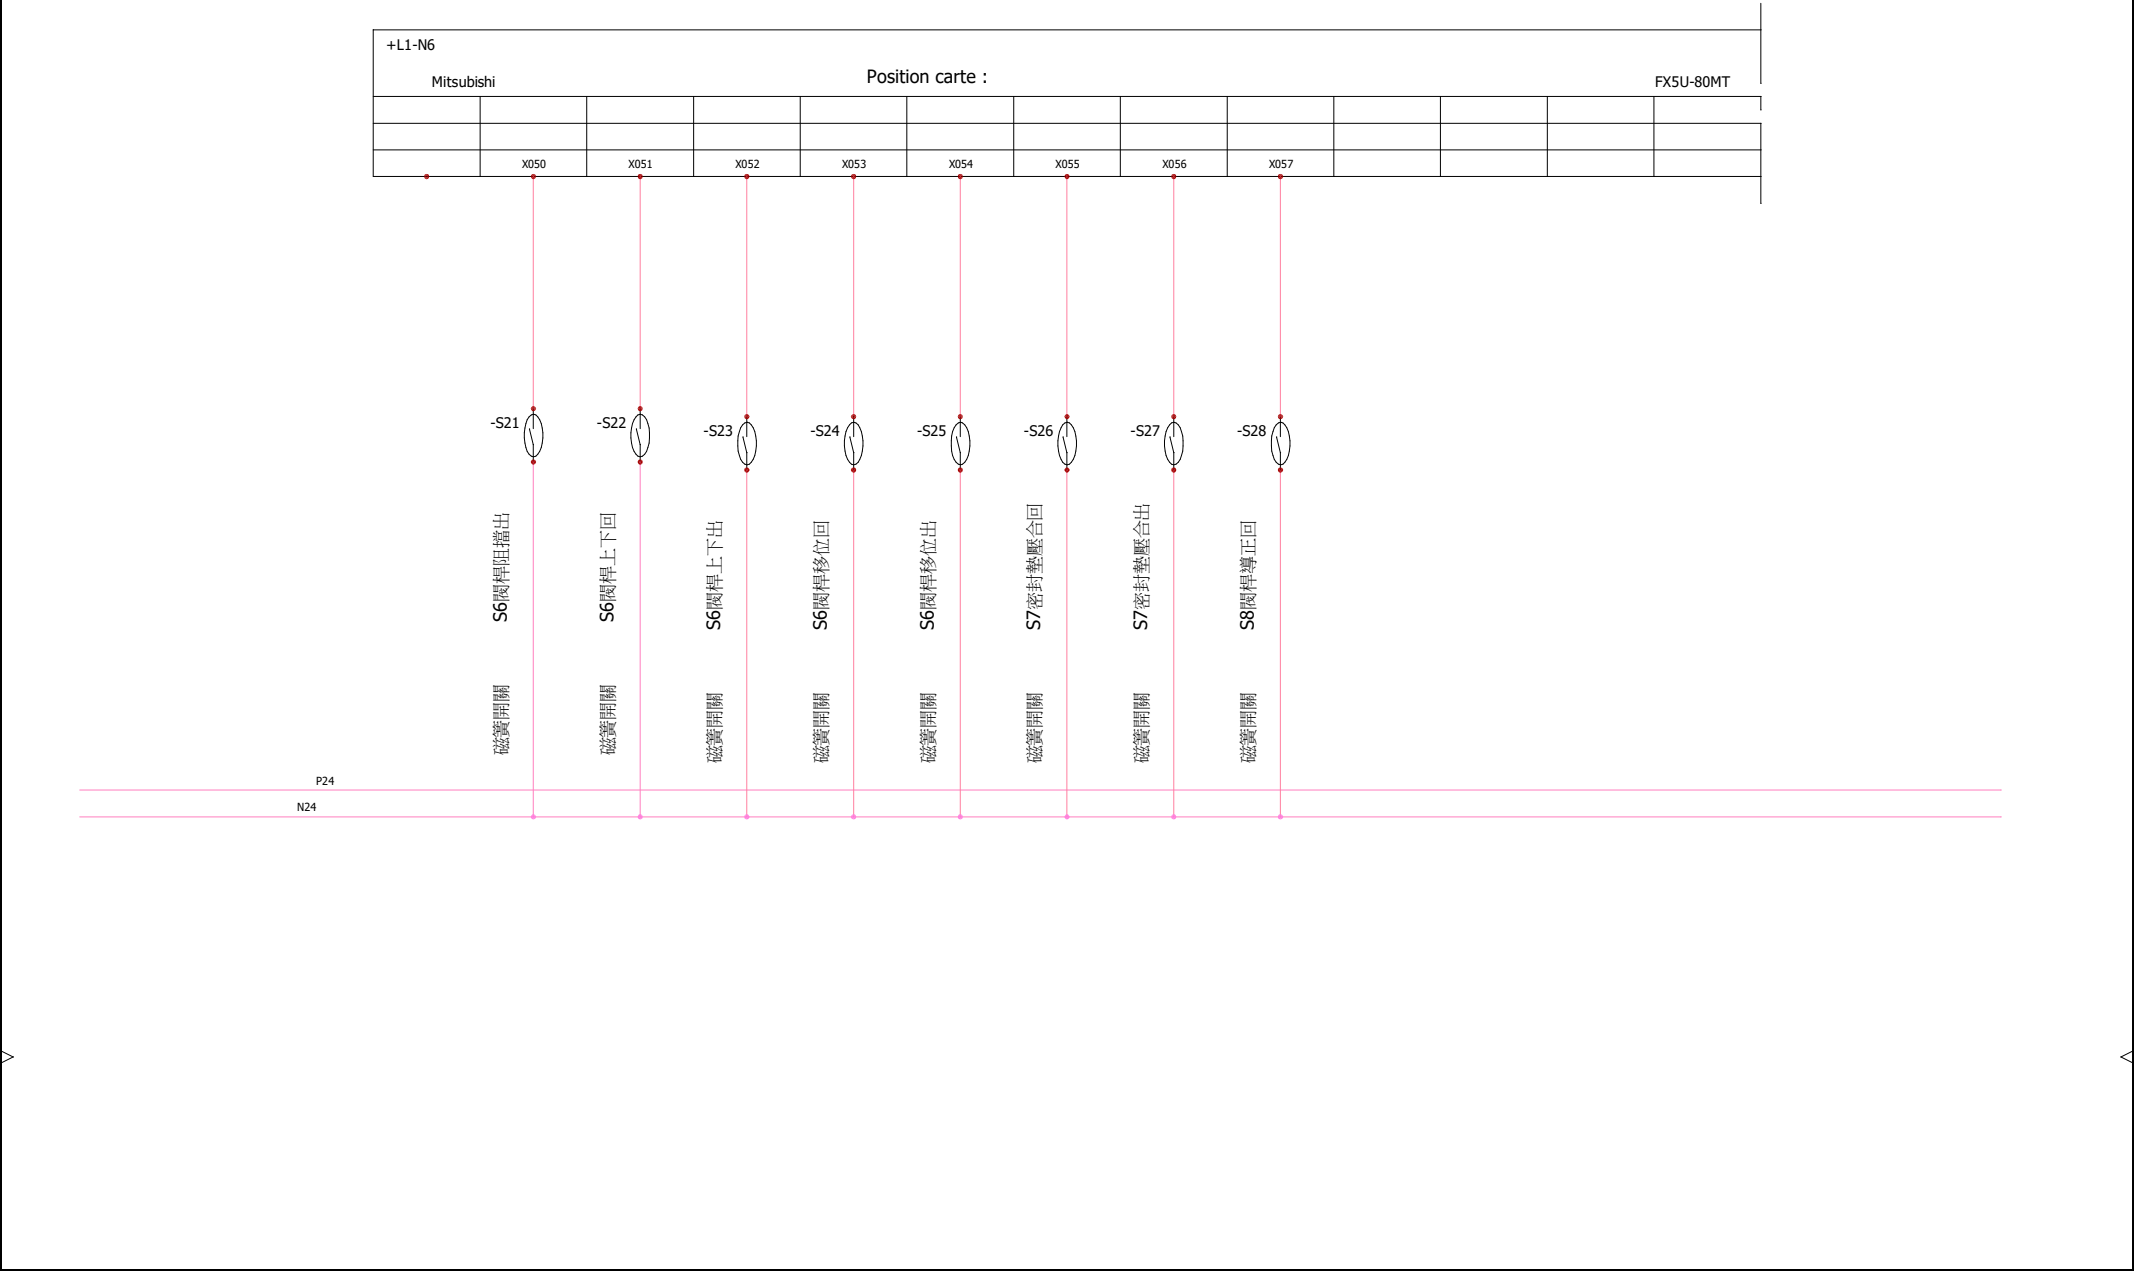 +L1-N6
Mitsubishi
Position carte :
FX5U-80MT
X050
X051
X052
X053
X054
X055
X056
X057
-S21
-S22
-S23
-S24
-S25
-S26
-S27
-S28
S6閥桿阻擋出
S6閥桿上下回
S6閥桿上下出
S6閥桿移位回
S6閥桿移位出
S7密封墊壓合回
S7密封墊壓合出
S8閥桿導正回
磁簧開關
磁簧開關
磁簧開關
磁簧開關
磁簧開關
磁簧開關
磁簧開關
磁簧開關
P24
N24